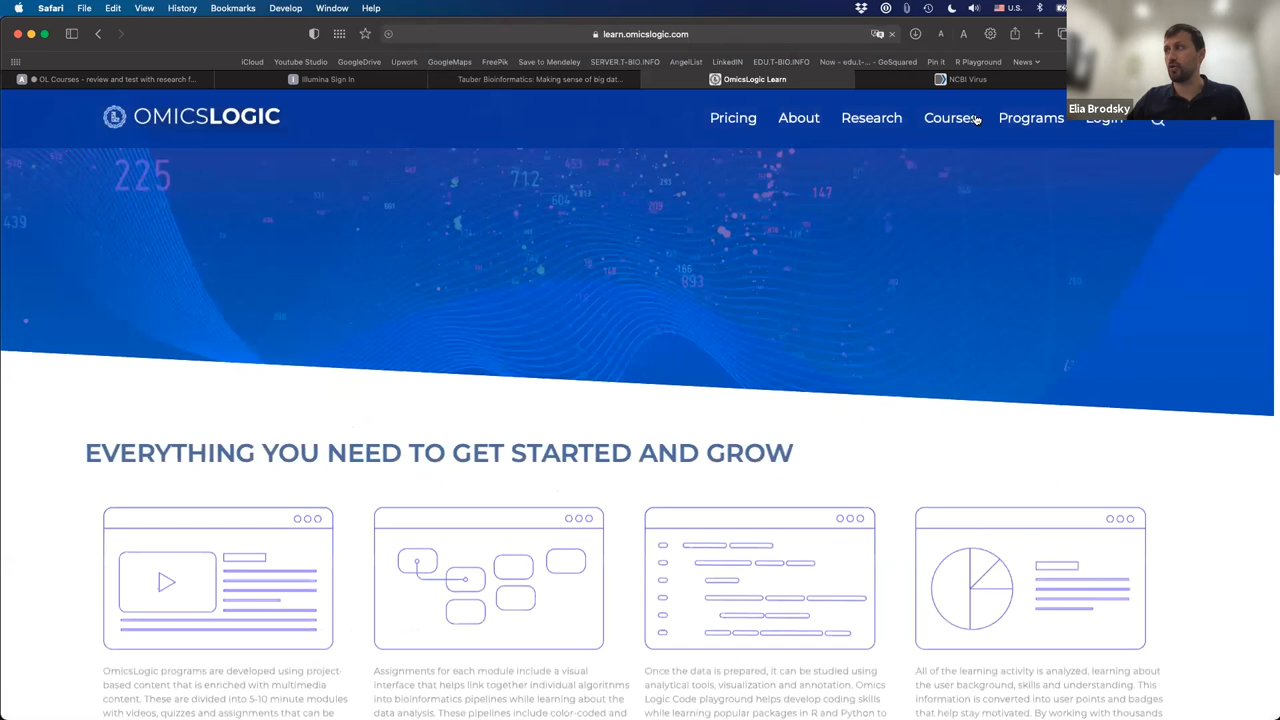 Safari File Edit View History Bookmarks Develop Window Help U.S.
learn.omicslogic.com
iCloud Youtube Studio GoogleDrive Upwork GoogleMaps FreePik Save to Mendeley SERVER.T-BIO.INFO AngelList LinkedIN EDU.T-BIO.INFO Now - edu.t-... - GoSquared Pin it R Playground News
OL Courses - review and test with research f... Illumina Sign In Tauber Bioinformatics: Making sense of big dat... OmicsLogic Learn NCBI Virus
Elia Brodsky
OMICSLOGIC Pricing About Research Courses Programs Login
225 712 604 147 439 893
EVERYTHING YOU NEED TO GET STARTED AND GROW
OmicsLogic programs are developed using project-
based content that is enriched with multimedia
content. These are divided into 5-10 minute modules
with videos, quizzes and assignments that can be
Assignments for each module include a visual
interface that helps link together individual algorithms
into bioinformatics pipelines while learning about the
data analysis. These pipelines include color-coded and
Once the data is prepared, it can be studied using
analytical tools, visualization and annotation. Omics
Logic Code playground helps develop coding skills
while learning popular packages in R and Python to
All of the learning activity is analyzed, learning about
the user background, skills and understanding. This
information is converted into user points and badges
that help stay motivated. By working with thousands